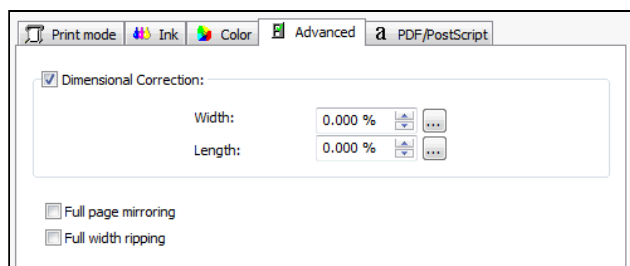 Print mode Ink Color Advanced a PDF/PostScript
Dimensional Correction:
Width: 0.000 % ...
Length: 0.000 % ...
Full page mirroring
Full width ripping